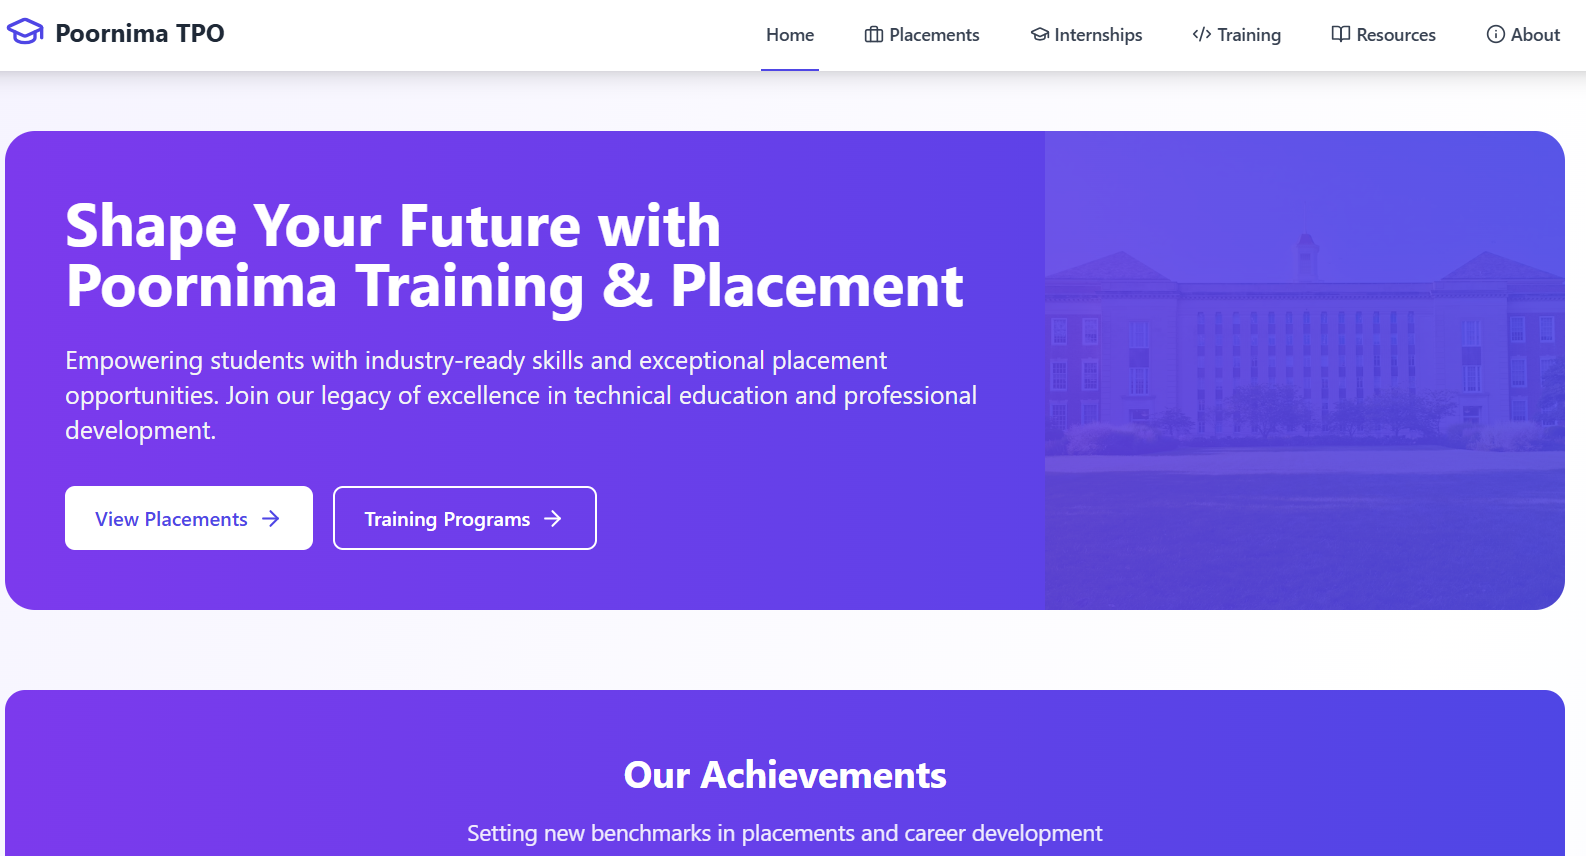 Poornima TPO
Home
Placements
Internships
Training
Resources
About
Shape Your Future with
Poornima Training & Placement
Empowering students with industry-ready skills and exceptional placement
opportunities. Join our legacy of excellence in technical education and professional
development.
View Placements
Training Programs
Our Achievements
Setting new benchmarks in placements and career development